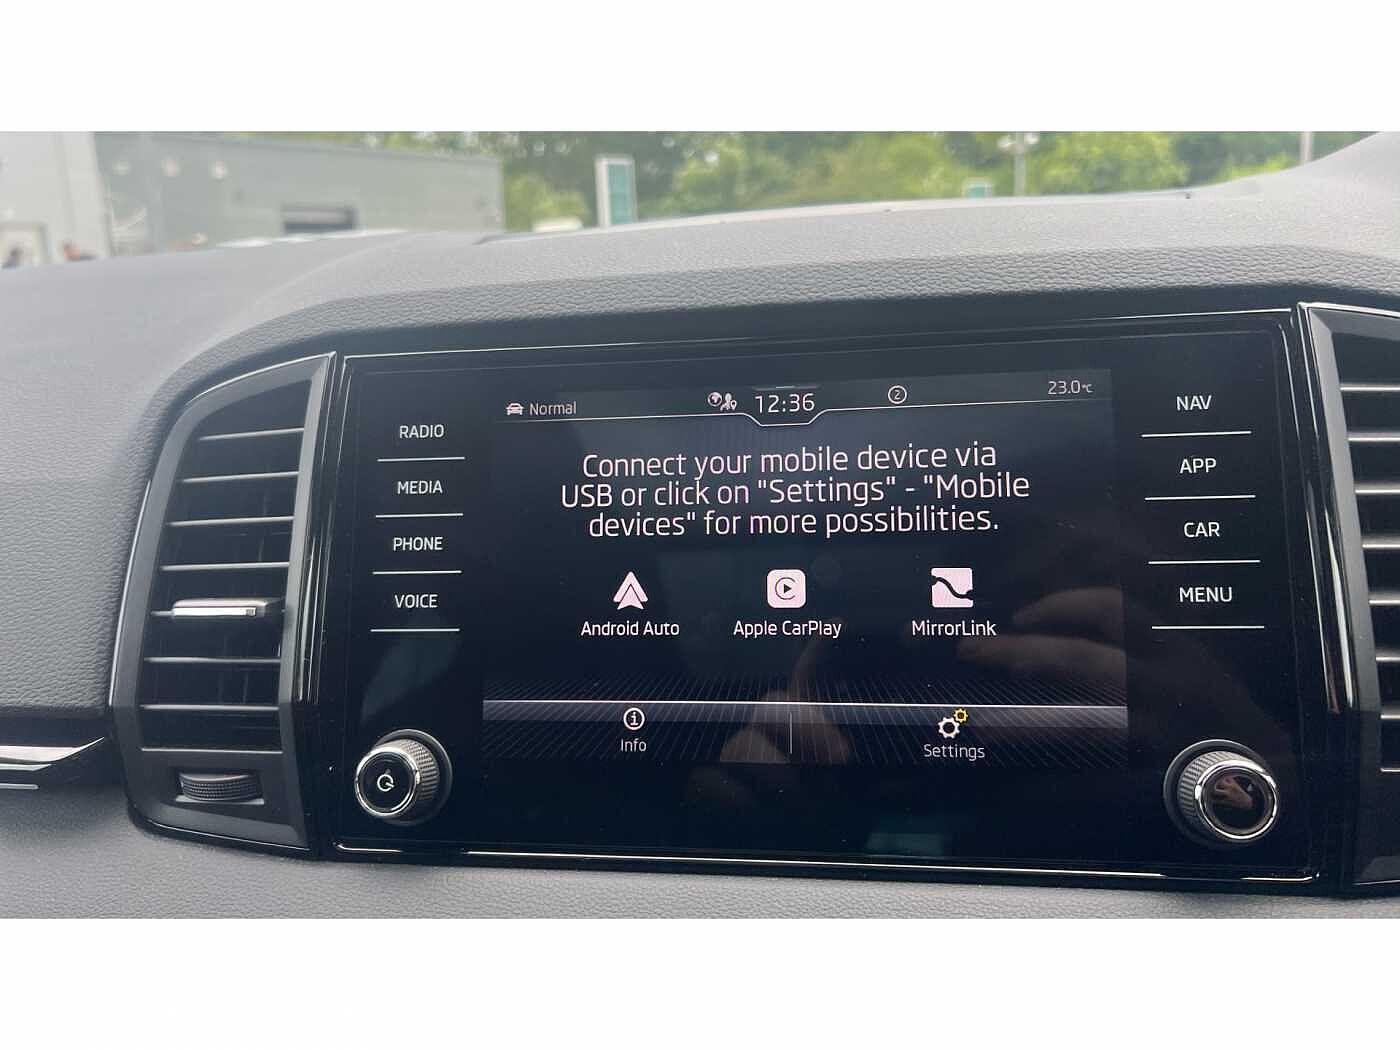 Normal
12:36
2
23.0°C
RADIO
MEDIA
PHONE
VOICE
Connect your mobile device via
USB or click on "Settings" - "Mobile
devices" for more possibilities.
Android Auto
Apple CarPlay
MirrorLink
Info
Settings
NAV
APP
CAR
MENU